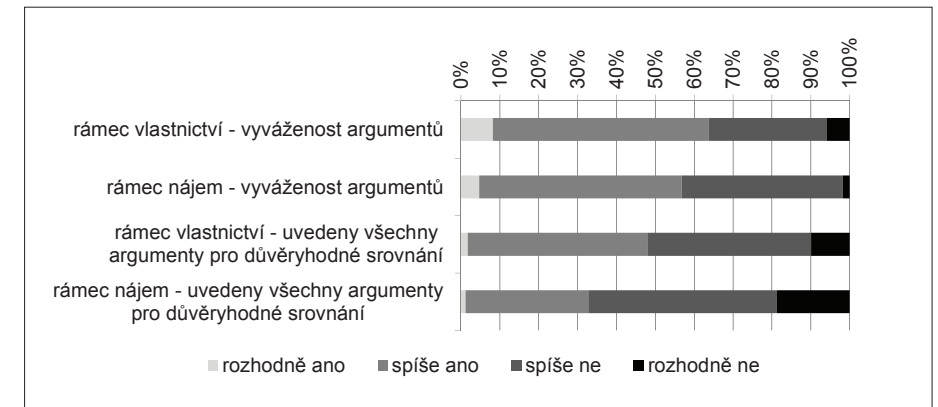 0%
10%
20%
30%
40%
50%
60%
70%
80%
90%
100%
rámec vlastnictví - vyváženost argumentů
rámec nájem - vyváženost argumentů
rámec vlastnictví - uvedeny všechny
argumenty pro důvěryhodné srovnání
rámec nájem - uvedeny všechny argumenty
pro důvěryhodné srovnání
rozhodně ano spíše ano spíše ne rozhodně ne